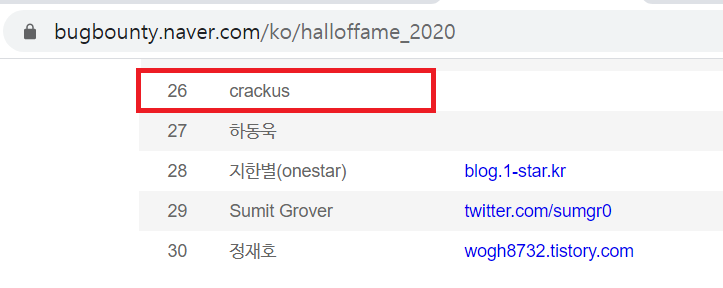 bugbounty.naver.com/ko/halloffame_2020
26 crackus
27 하동욱
28 지한별(onestar) blog.1-star.kr
29 Sumit Grover twitter.com/sumgr0
30 정재호 wogh8732.tistory.com